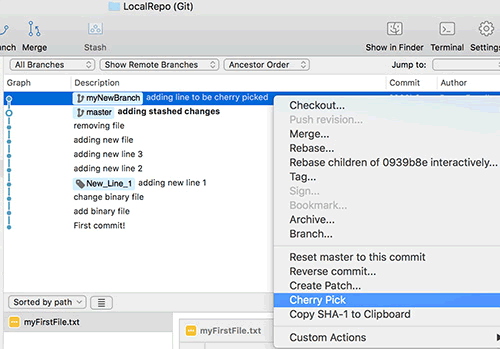 LocalRepo (Git)
Merge Stash Show in Finder Terminal Settings
All Branches Show Remote Branches Ancestor Order Jump to:
Graph Description Commit Author
myNewBranch adding line to be cherry picked
master adding stashed changes
removing file
adding new file
adding new line 3
adding new line 2
New_Line_1 adding new line 1
change binary file
add binary file
First commit!
Checkout...
Push revision...
Merge...
Rebase...
Rebase children of 0939b8e interactively...
Tag...
Sign...
Bookmark...
Archive...
Branch...
Reset master to this commit
Reverse commit...
Create Patch...
Cherry Pick
Copy SHA-1 to Clipboard
Custom Actions
Sorted by path
myFirstFile.txt
myFirstFile.txt